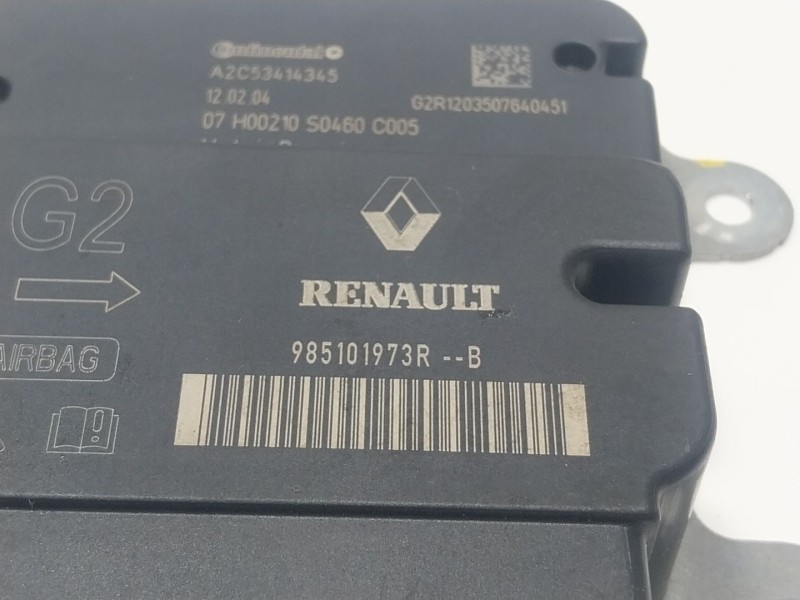 Continental
A2C53414345
12.02.04
G2R1203507640451
07 H00210 S0460 C005
G2
RENAULT
AIRBAG
985101973R --B